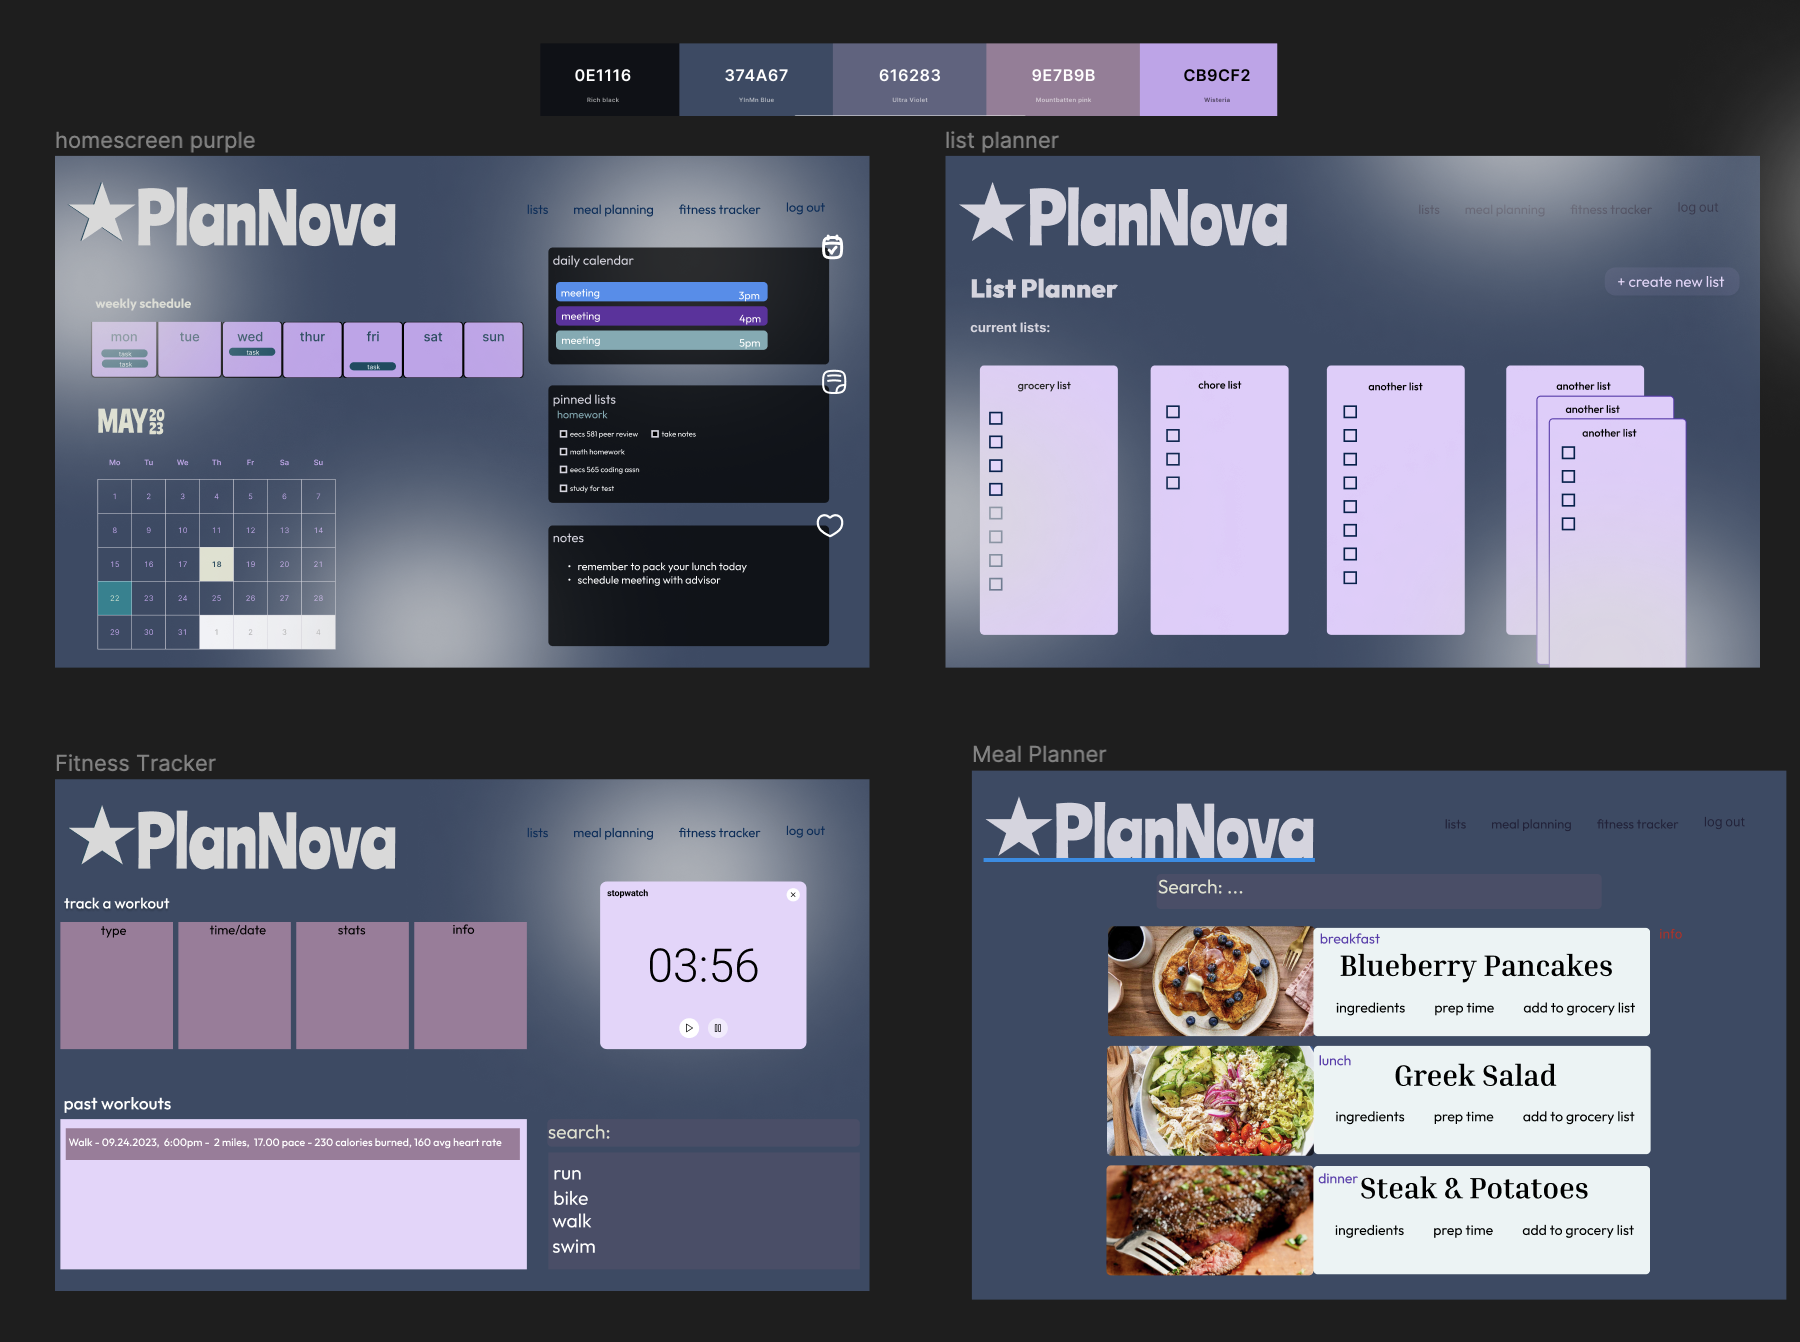 0E1116 374A67 616283 9E7B9B CB9CF2
Rich black YInMn Blue Ultra Violet Mountbatten pink Wisteria
homescreen purple
PlanNova
lists meal planning fitness tracker log out
weekly schedule
mon tue wed thur fri sat sun
task task
task task
MAY 20
23
Mo Tu We Th Fr Sa Su
1 2 3 4 5 6 7
8 9 10 11 12 13 14
15 16 17 18 19 20 21
22 23 24 25 26 27 28
29 30 31 1 2 3 4
daily calendar
meeting 3pm
meeting 4pm
meeting 5pm
pinned lists
homework
eecs 581 peer review take notes
math homework
eecs 565 coding assn
study for test
notes
• remember to pack your lunch today
• schedule meeting with advisor
list planner
PlanNova
lists meal planning fitness tracker log out
List Planner
+ create new list
current lists:
grocery list chore list another list another list
another list
another list
Fitness Tracker
PlanNova
lists meal planning fitness tracker log out
track a workout
type time/date stats info
stopwatch
03:56
past workouts
Walk - 09.24.2023, 6:00pm - 2 miles, 17.00 pace - 230 calories burned, 160 avg heart rate
search:
run
bike
walk
swim
Meal Planner
PlanNova
lists meal planning fitness tracker log out
Search: ...
info
breakfast
Blueberry Pancakes
ingredients prep time add to grocery list
lunch
Greek Salad
ingredients prep time add to grocery list
dinner
Steak & Potatoes
ingredients prep time add to grocery list